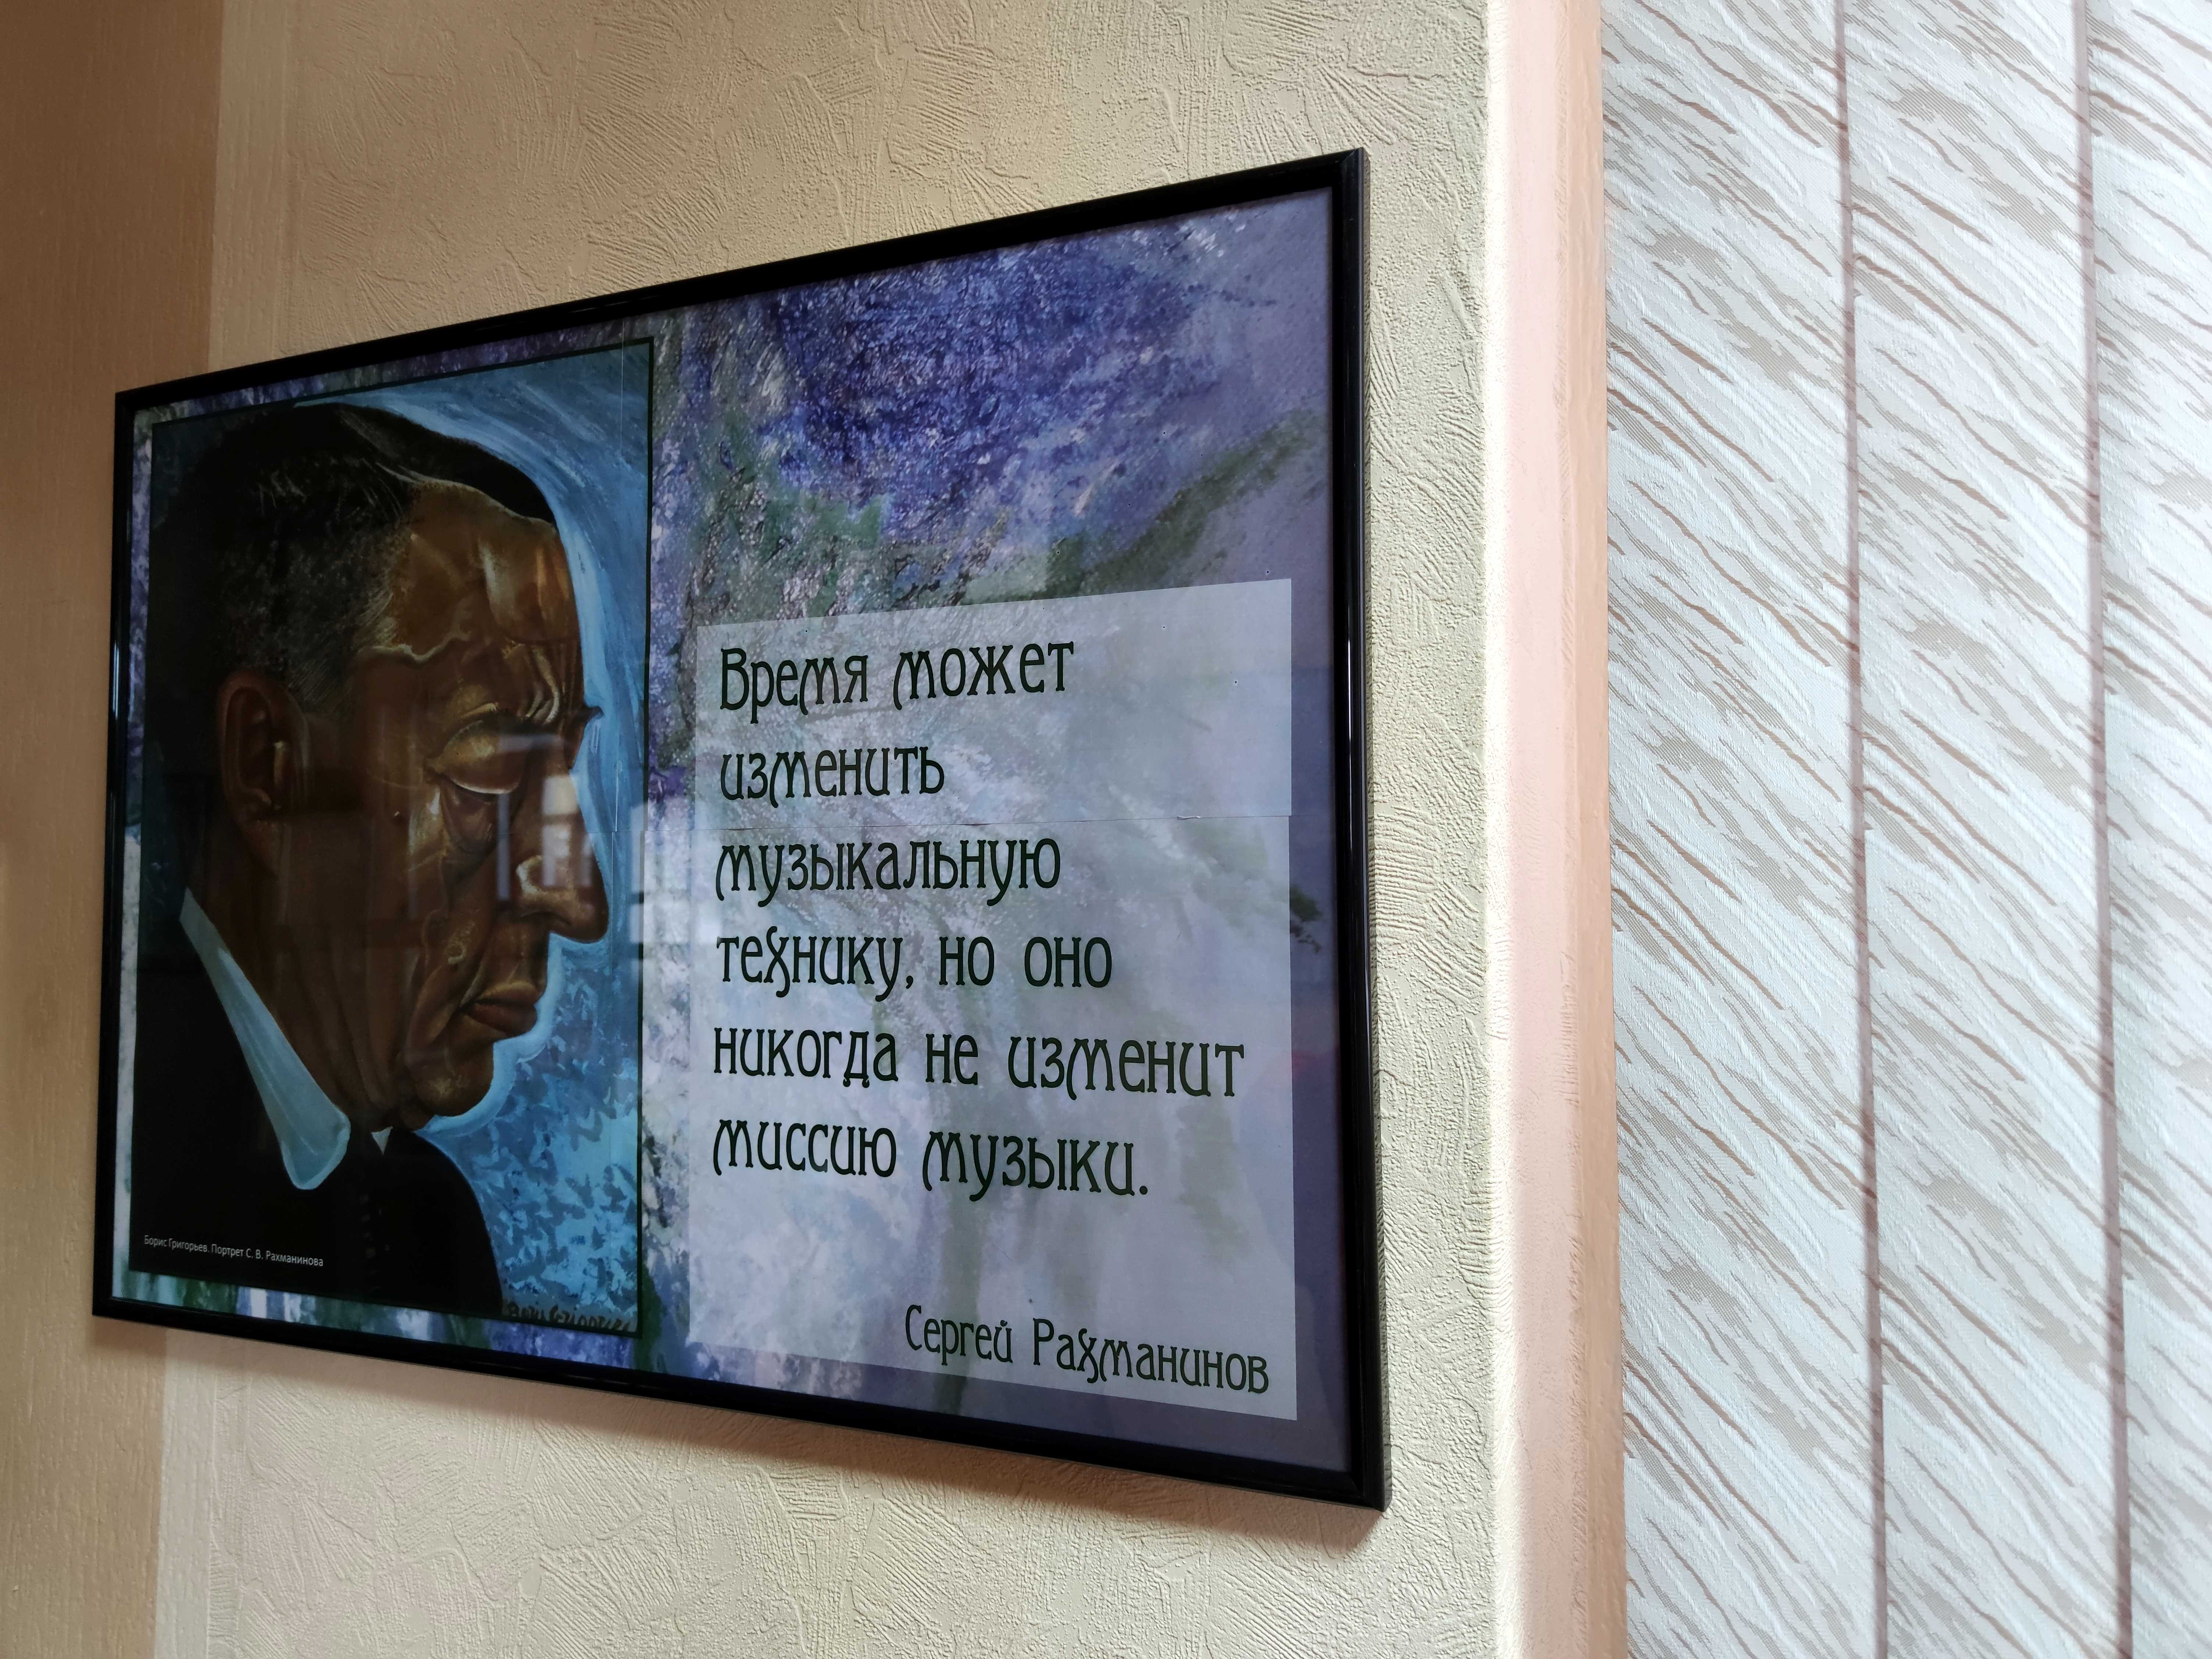 Время может
изменить
музыкальную
технику, но оно
никогда не изменит
миссию музыки.
Сергей Рахманинов
Борис Григорьев. Портрет С. В. Рахманинова